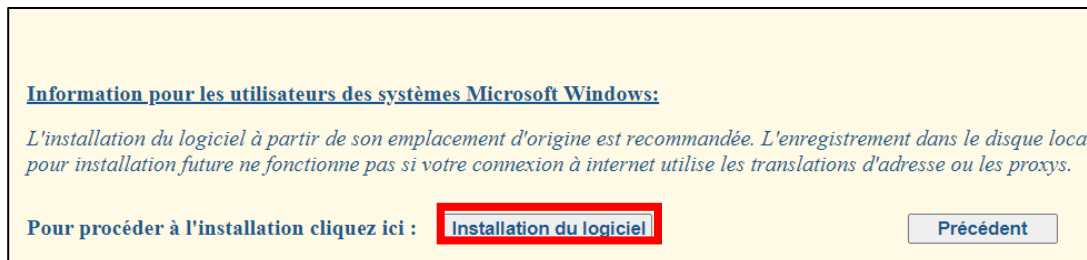 Information pour les utilisateurs des systèmes Microsoft Windows:
L'installation du logiciel à partir de son emplacement d'origine est recommandée. L'enregistrement dans le disque loca
pour installation future ne fonctionne pas si votre connexion à internet utilise les translations d'adresse ou les proxys.
Pour procéder à l'installation cliquez ici : Installation du logiciel Précédent